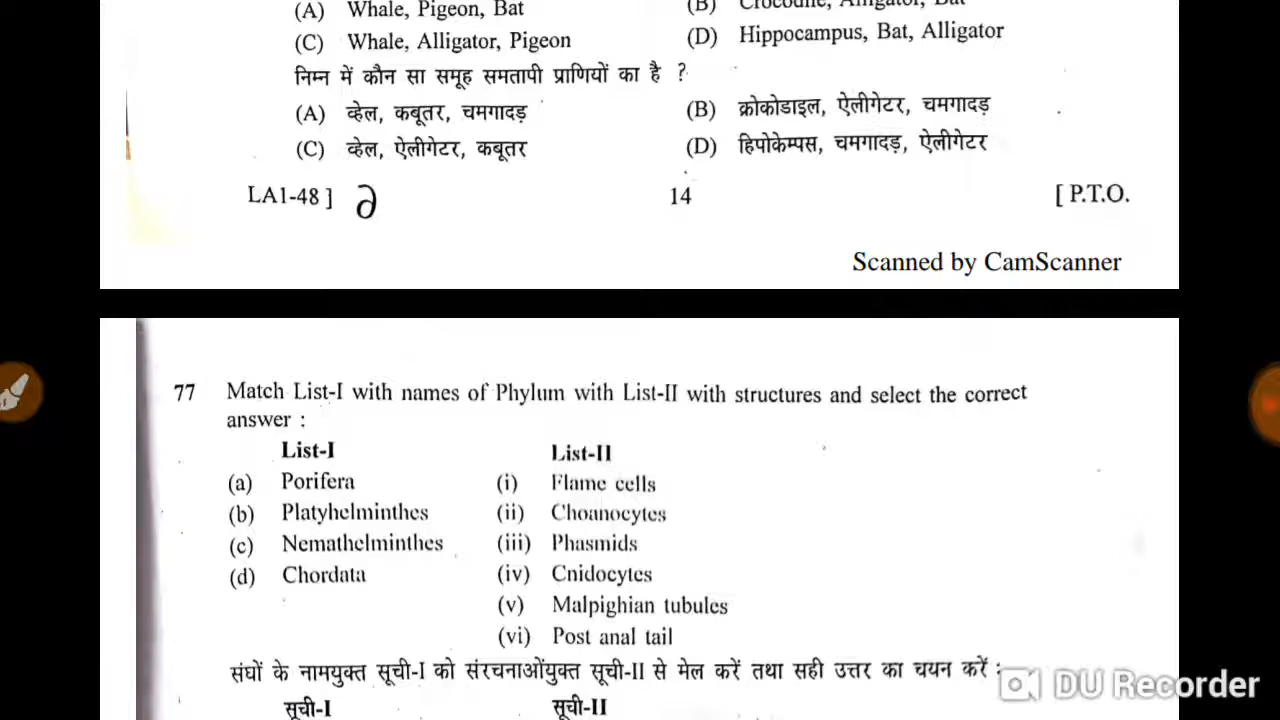 (A) Whale, Pigeon, Bat (B) Crocodile, Alligator, Bat
(C) Whale, Alligator, Pigeon (D) Hippocampus, Bat, Alligator
निम्न में कौन सा समूह समतापी प्राणियों का है ?
(A) व्हेल, कबूतर, चमगादड़ (B) क्रोकोडाइल, ऐलीगेटर, चमगादड़
(C) व्हेल, ऐलीगेटर, कबूतर (D) हिपोकेम्पस, चमगादड़, ऐलीगेटर
LA1-48 ] 14 [ P.T.O.
Scanned by CamScanner
77 Match List-I with names of Phylum with List-II with structures and select the correct
answer :
List-I List-II
(a) Porifera (i) Flame cells
(b) Platyhelminthes (ii) Choanocytes
(c) Nemathelminthes (iii) Phasmids
(d) Chordata (iv) Cnidocytes
(v) Malpighian tubules
(vi) Post anal tail
संघों के नामयुक्त सूची-I को संरचनाओंयुक्त सूची-II से मेल करें तथा सही उत्तर का चयन करें :
DU Recorder
सूची-I सूची-II